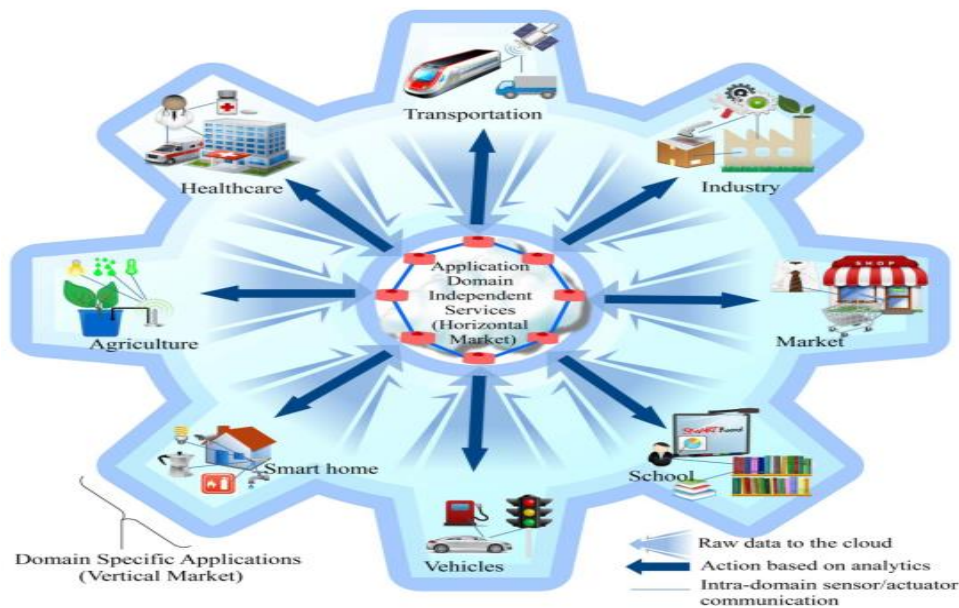 Transportation
Healthcare
Industry
Application
Domain
Independent
Services
(Horizontal
Market)
Agriculture
SHOP
Market
Smart home
School
Vehicles
Domain Specific Applications
(Vertical Market)
Raw data to the cloud
Action based on analytics
Intra-domain sensor/actuator
communication